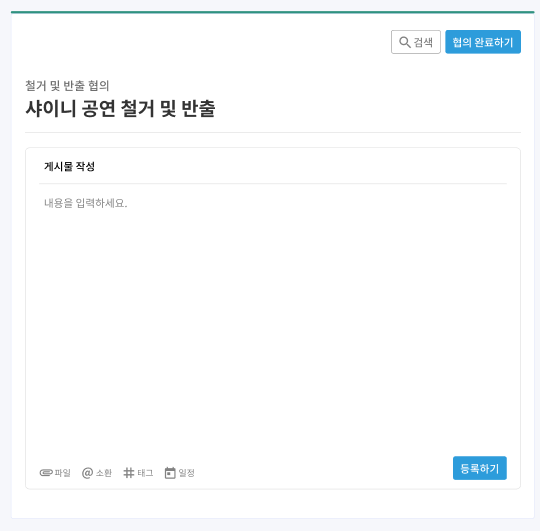 검색
협의 완료하기
철거 및 반출 협의
샤이니 공연 철거 및 반출
게시물 작성
내용을 입력하세요.
파일 소환 태그 일정
등록하기